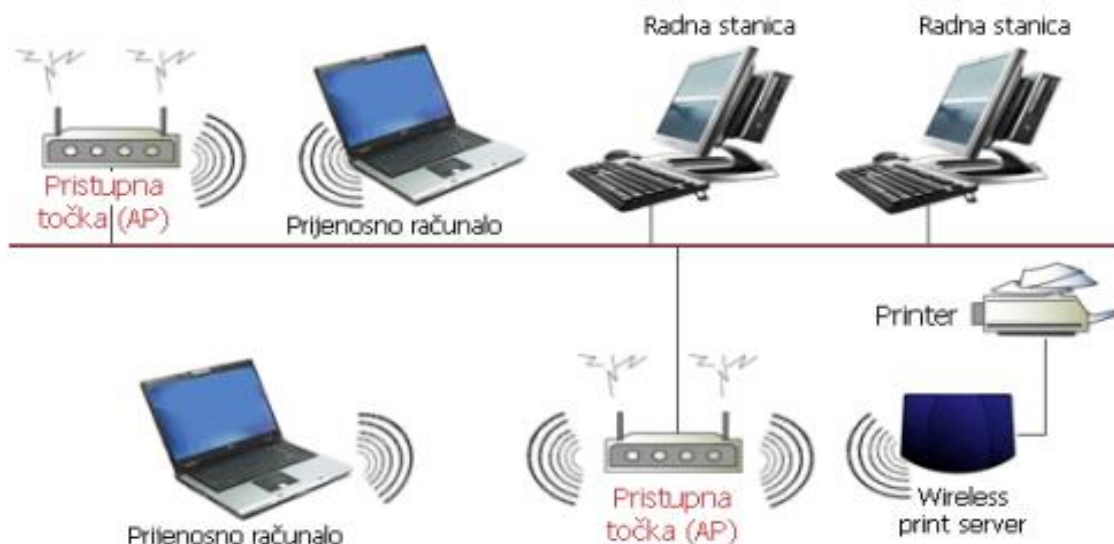 Radna stanica
Radna stanica
Pristupna
točka (AP)
Prijenosno računalo
Printer
Prijenosno računalo
Pristupna
točka (AP)
Wireless
print server